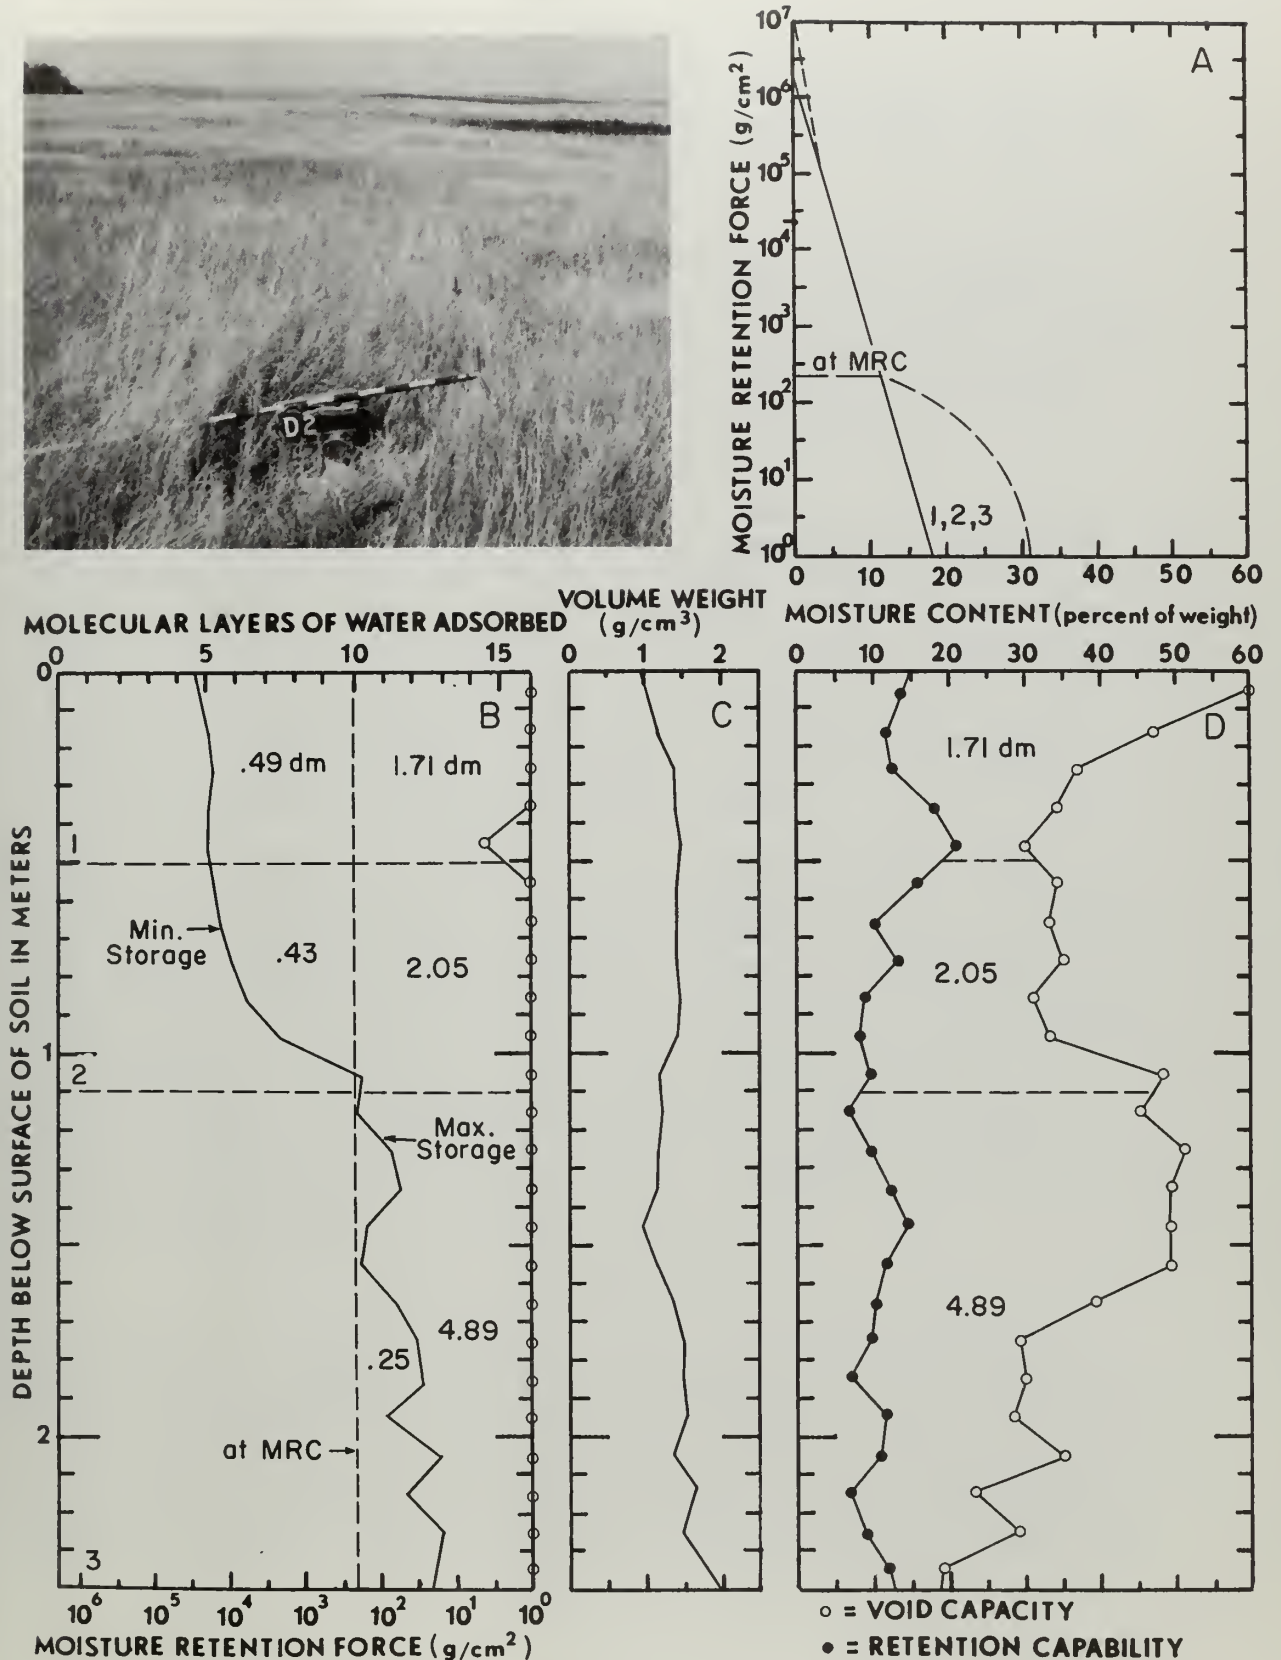 D2
A
MOISTURE RETENTION FORCE (g/cm²)
10⁷
10⁶
10⁵
10⁴
10³
10²
10¹
10⁰
at MRC
1,2,3
0 10 20 30 40 50 60
MOISTURE CONTENT (percent of weight)
MOLECULAR LAYERS OF WATER ADSORBED
0 5 10 15
VOLUME WEIGHT
(g/cm³)
0 1 2
0 10 20 30 40 50 60
DEPTH BELOW SURFACE OF SOIL IN METERS
0
1
2
B
.49 dm
1.71 dm
1
Min.
Storage
.43
2.05
2
Max.
Storage
4.89
.25
at MRC
3
10⁶ 10⁵ 10⁴ 10³ 10² 10¹ 10⁰
MOISTURE RETENTION FORCE (g/cm²)
C
D
1.71 dm
2.05
4.89
○ = VOID CAPACITY
● = RETENTION CAPABILITY